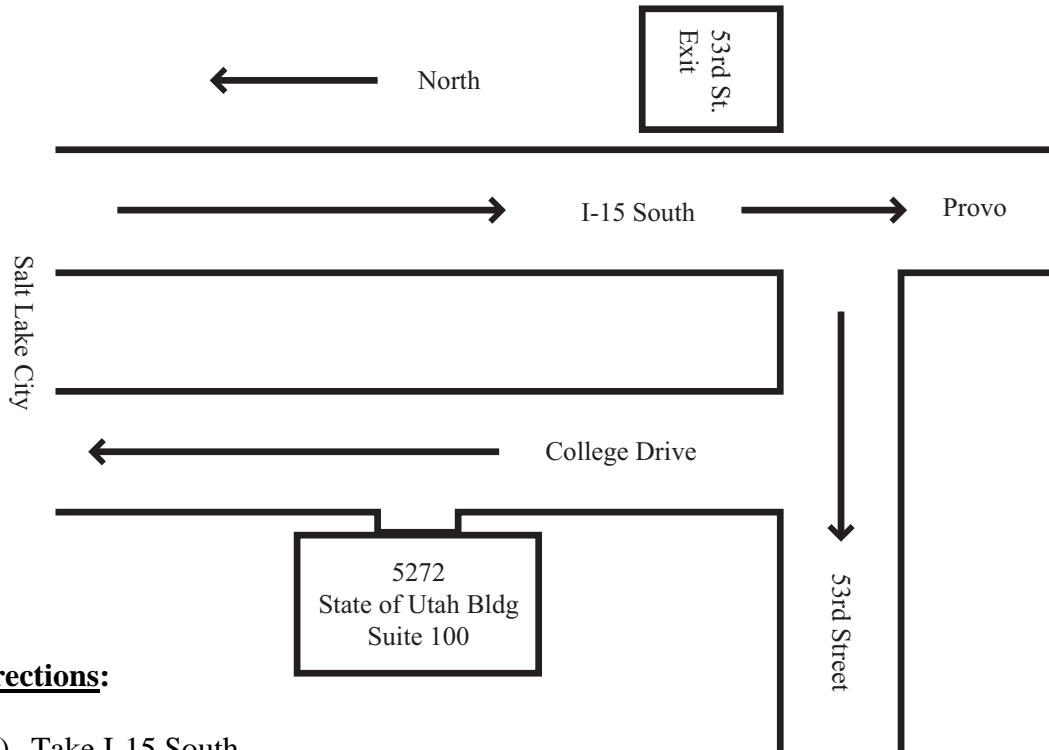 53rd St.
Exit
North
I-15 South
Provo
Salt Lake City
College Drive
5272
State of Utah Bldg
Suite 100
53rd Street
rections:
) Take I-15 South